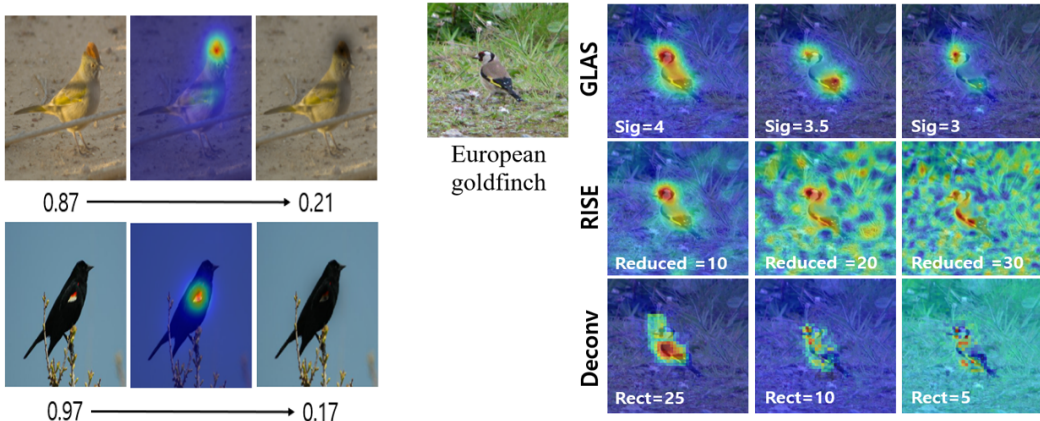 0.87
0.21
0.97
0.17
European
goldfinch
GLAS
Sig=4
Sig=3.5
Sig=3
RISE
Reduced =10
Reduced =20
Reduced =30
Deconv
Rect=25
Rect=10
Rect=5